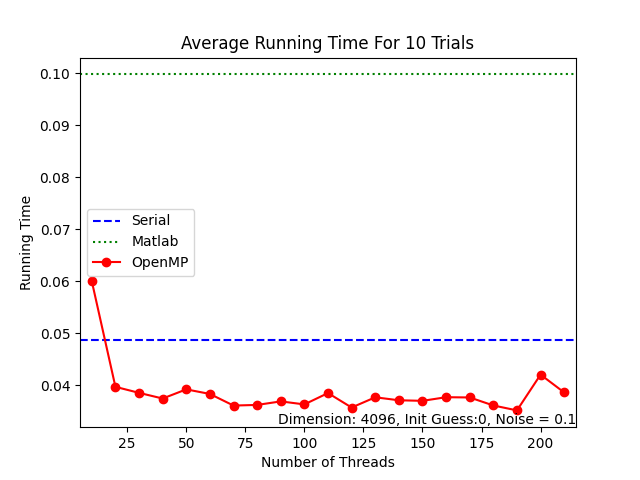 Average Running Time For 10 Trials
0.10
0.09
0.08
0.07
0.06
0.05
0.04
Running Time
Serial
Matlab
OpenMP
Dimension: 4096, Init Guess:0, Noise = 0.1
25 50 75 100 125 150 175 200
Number of Threads